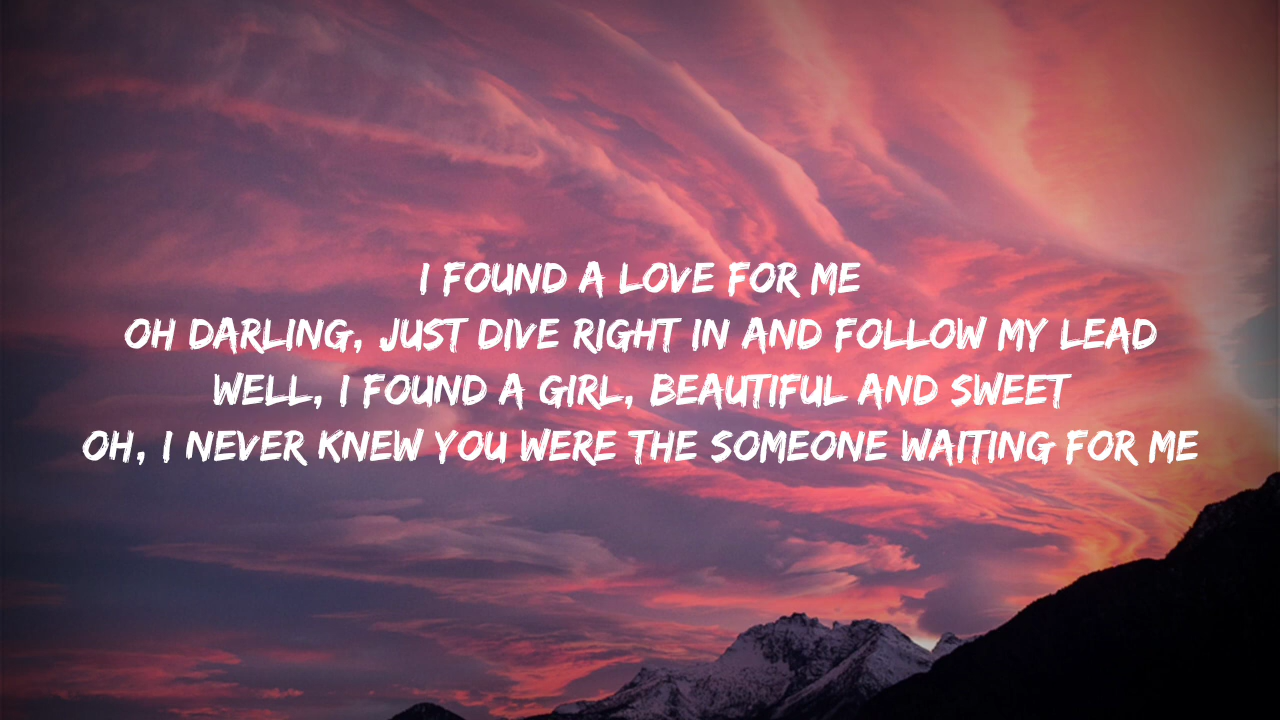 I FOUND A LOVE FOR ME
OH DARLING, JUST DIVE RIGHT IN AND FOLLOW MY LEAD
WELL, I FOUND A GIRL, BEAUTIFUL AND SWEET
OH, I NEVER KNEW YOU WERE THE SOMEONE WAITING FOR ME